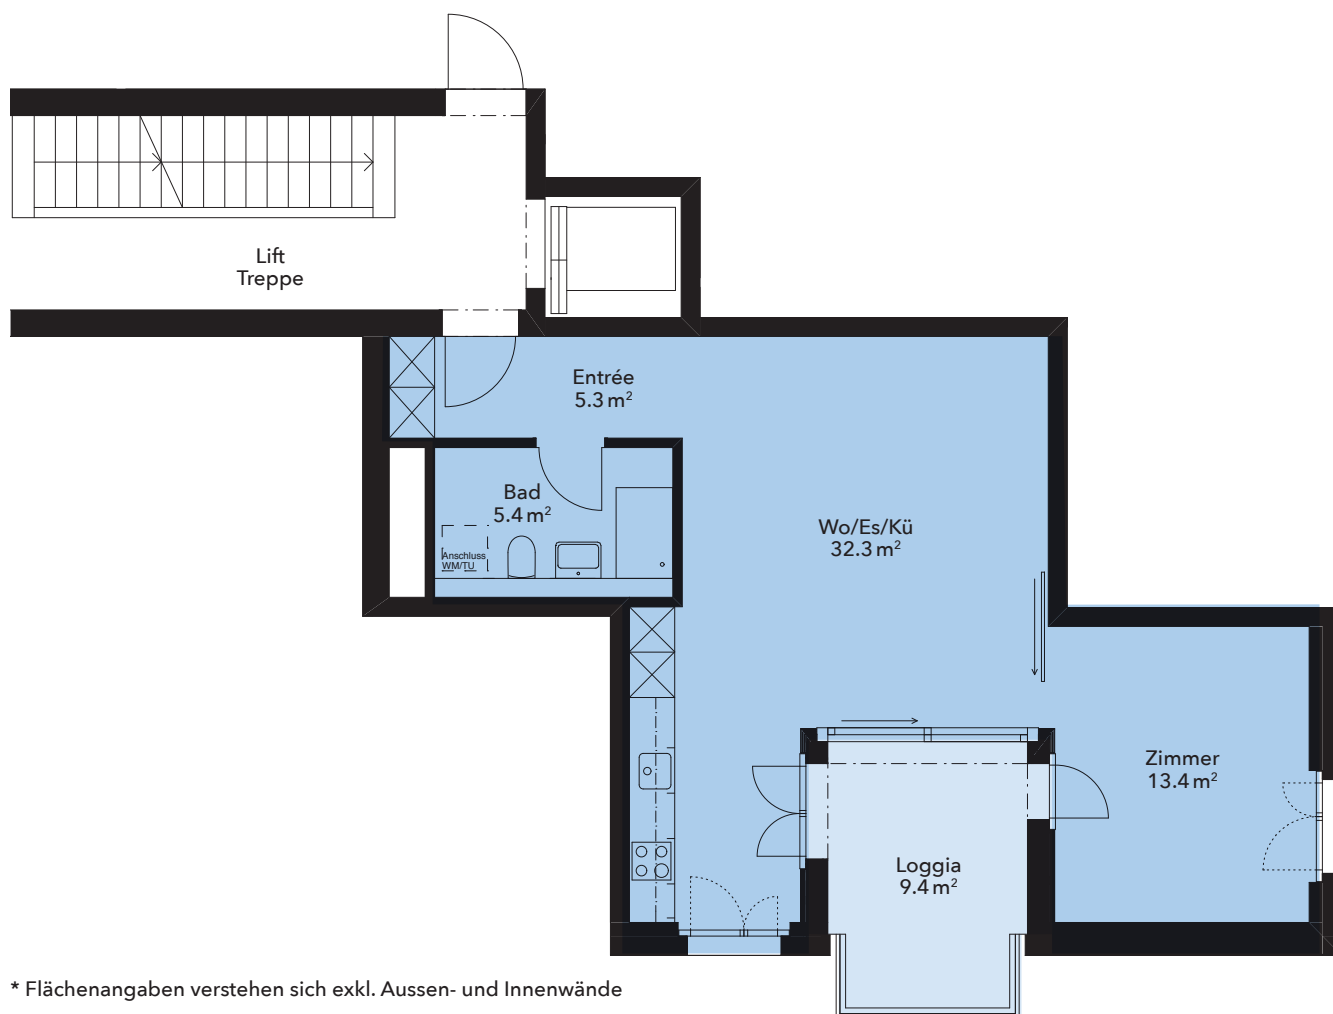 Lift
Treppe
Entrée
5.3 m²
Bad
5.4 m²
Anschluss
WM/TU
Wo/Es/Kü
32.3 m²
Zimmer
13.4 m²
Loggia
9.4 m²
* Flächenangaben verstehen sich exkl. Aussen- und Innenwände